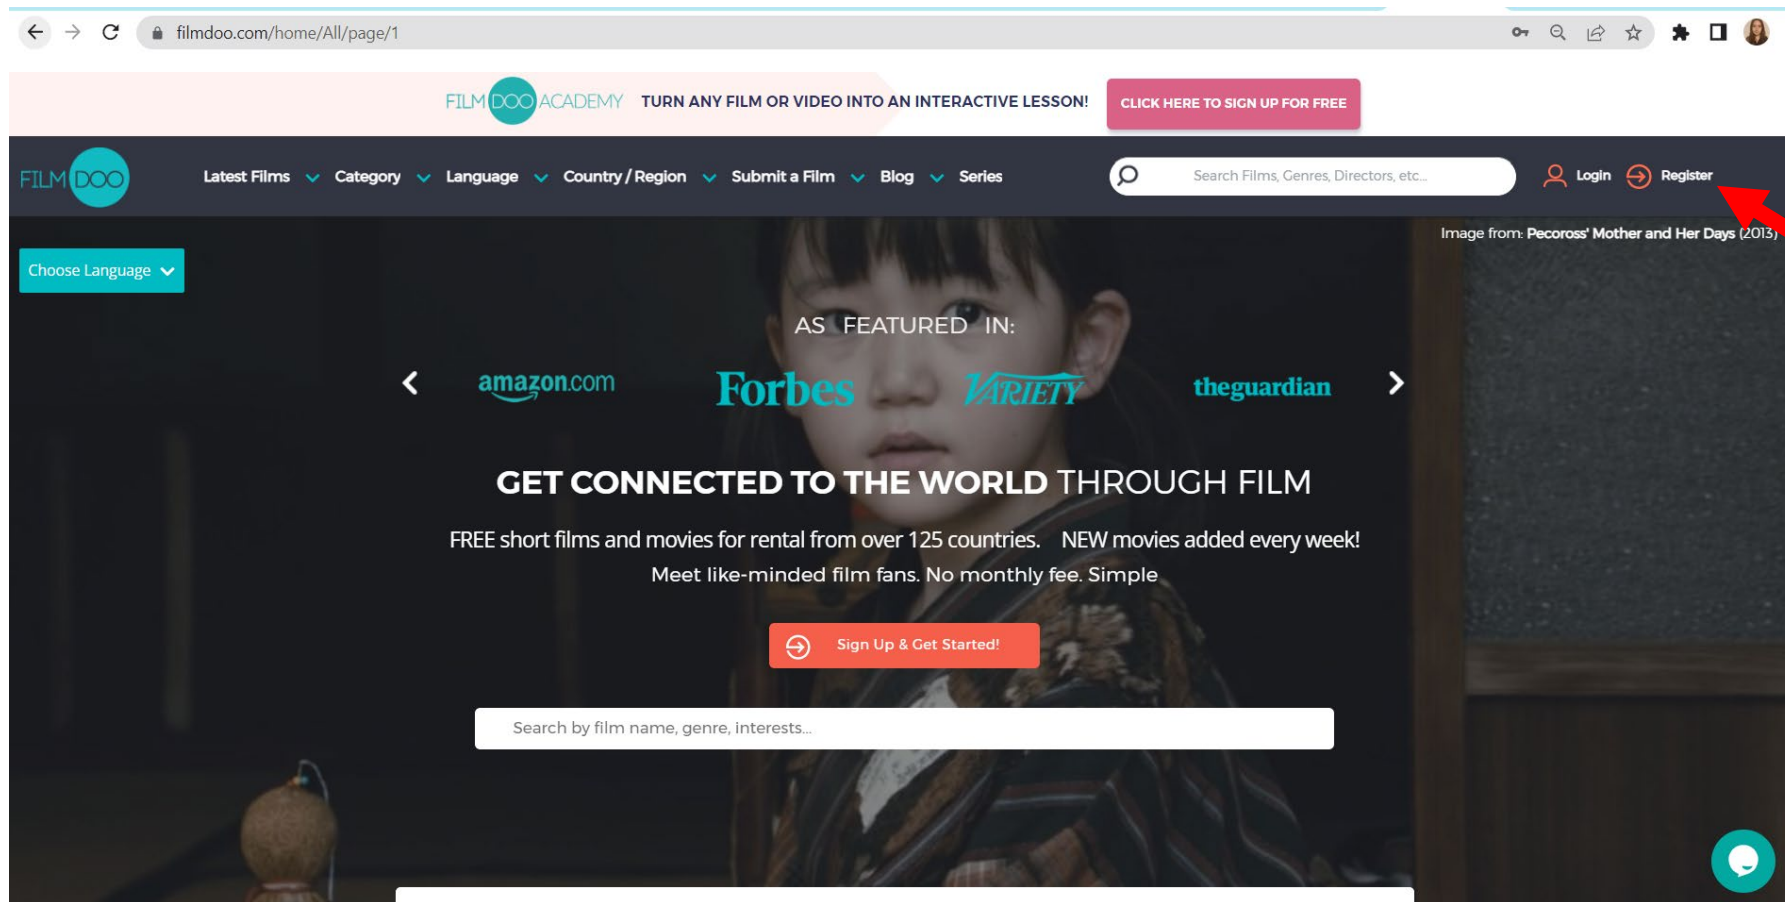 filmdoo.com/home/All/page/1
FILMDOO ACADEMY TURN ANY FILM OR VIDEO INTO AN INTERACTIVE LESSON! CLICK HERE TO SIGN UP FOR FREE
FILMDOO Latest Films Category Language Country / Region Submit a Film Blog Series Search Films, Genres, Directors, etc... Login Register
Image from: Pecoross' Mother and Her Days (2013)
Choose Language
AS FEATURED IN:
amazon.com Forbes VARIETY theguardian
GET CONNECTED TO THE WORLD THROUGH FILM
FREE short films and movies for rental from over 125 countries. NEW movies added every week!
Meet like-minded film fans. No monthly fee. Simple
Sign Up & Get Started!
Search by film name, genre, interests...